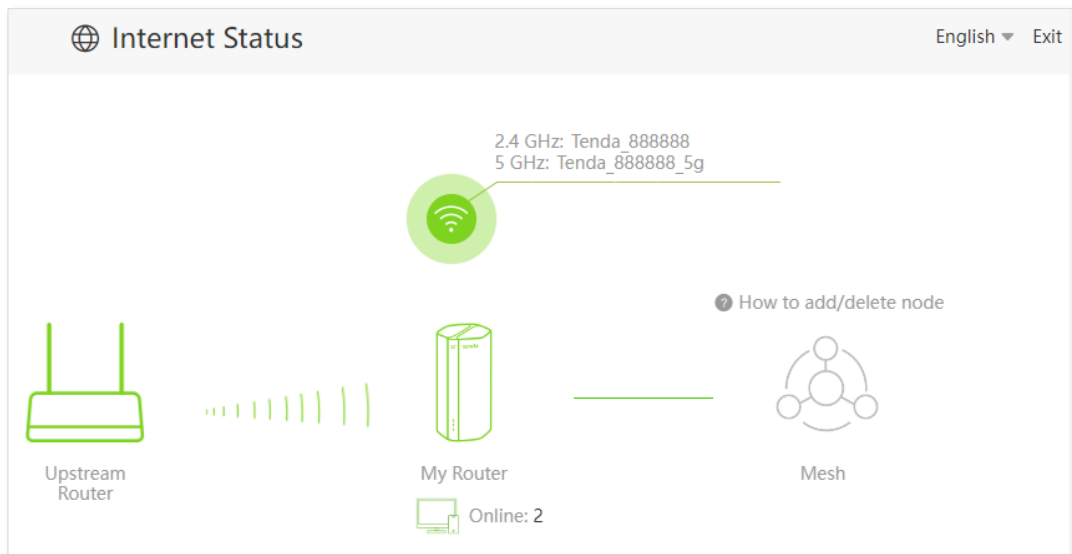 Internet Status
English Exit
2.4 GHz: Tenda_888888
5 GHz: Tenda_888888_5g
? How to add/delete node
Upstream
Router
My Router
Mesh
Online: 2